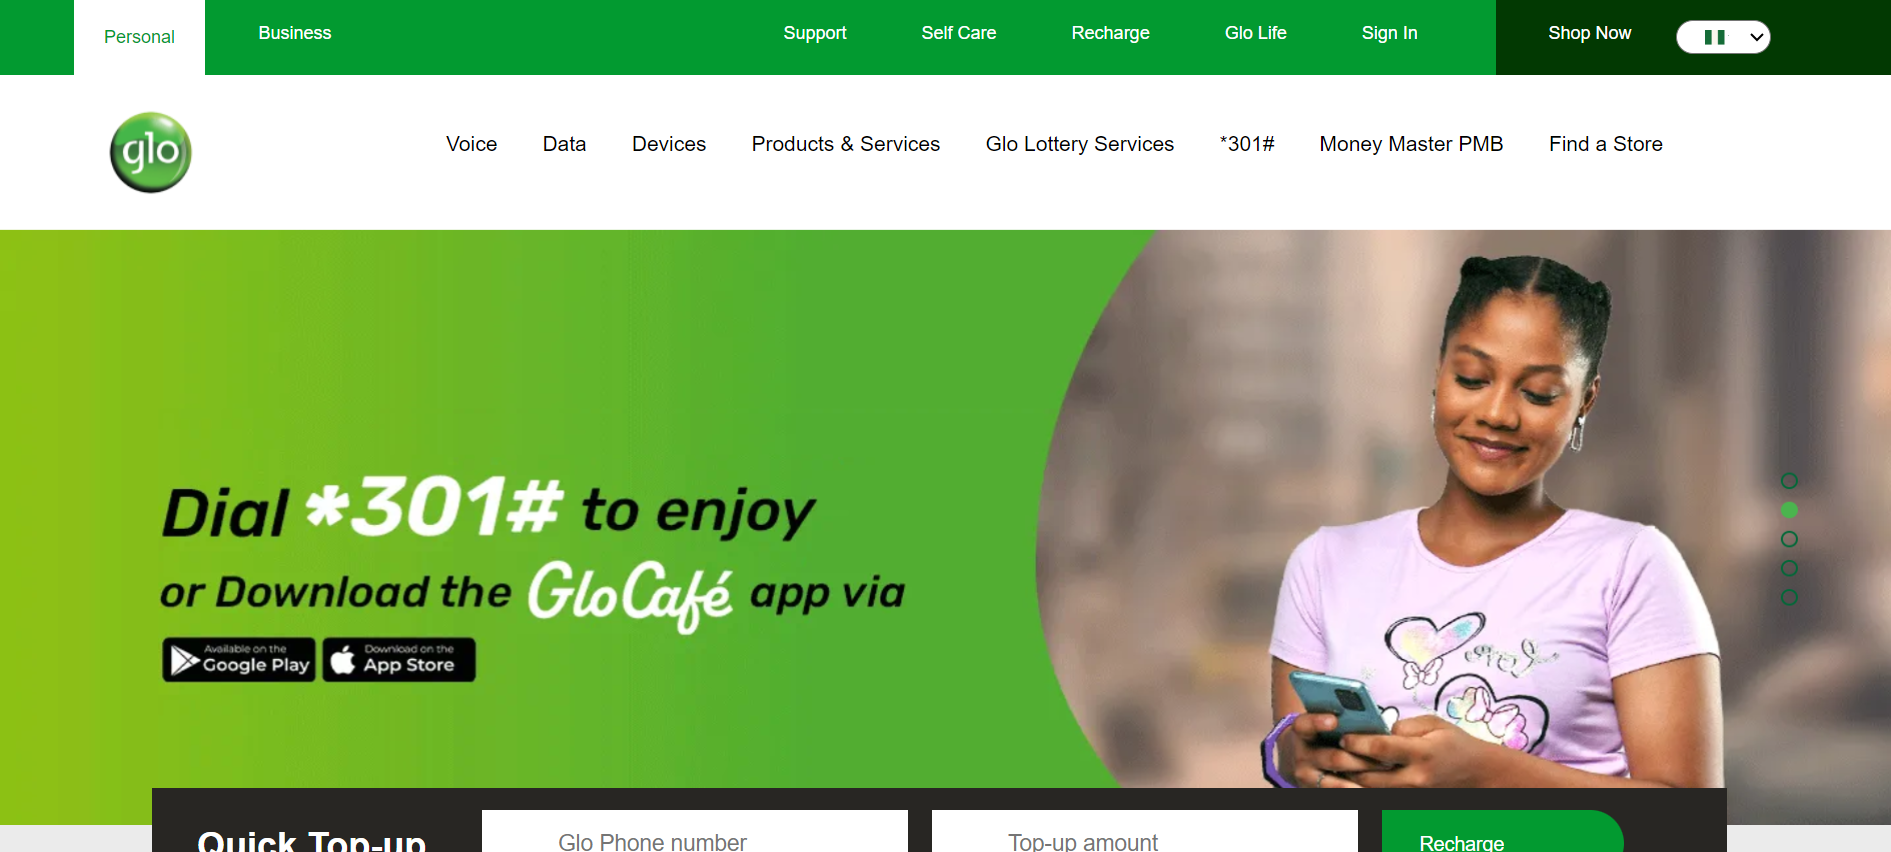 Personal
Business
Support
Self Care
Recharge
Glo Life
Sign In
Shop Now
glo
Voice
Data
Devices
Products & Services
Glo Lottery Services
*301#
Money Master PMB
Find a Store
Dial *301# to enjoy
or Download the Glo Café app via
Available on the
Google Play
Download on the
App Store
Quick Top-up
Glo Phone number
Top-up amount
Recharge